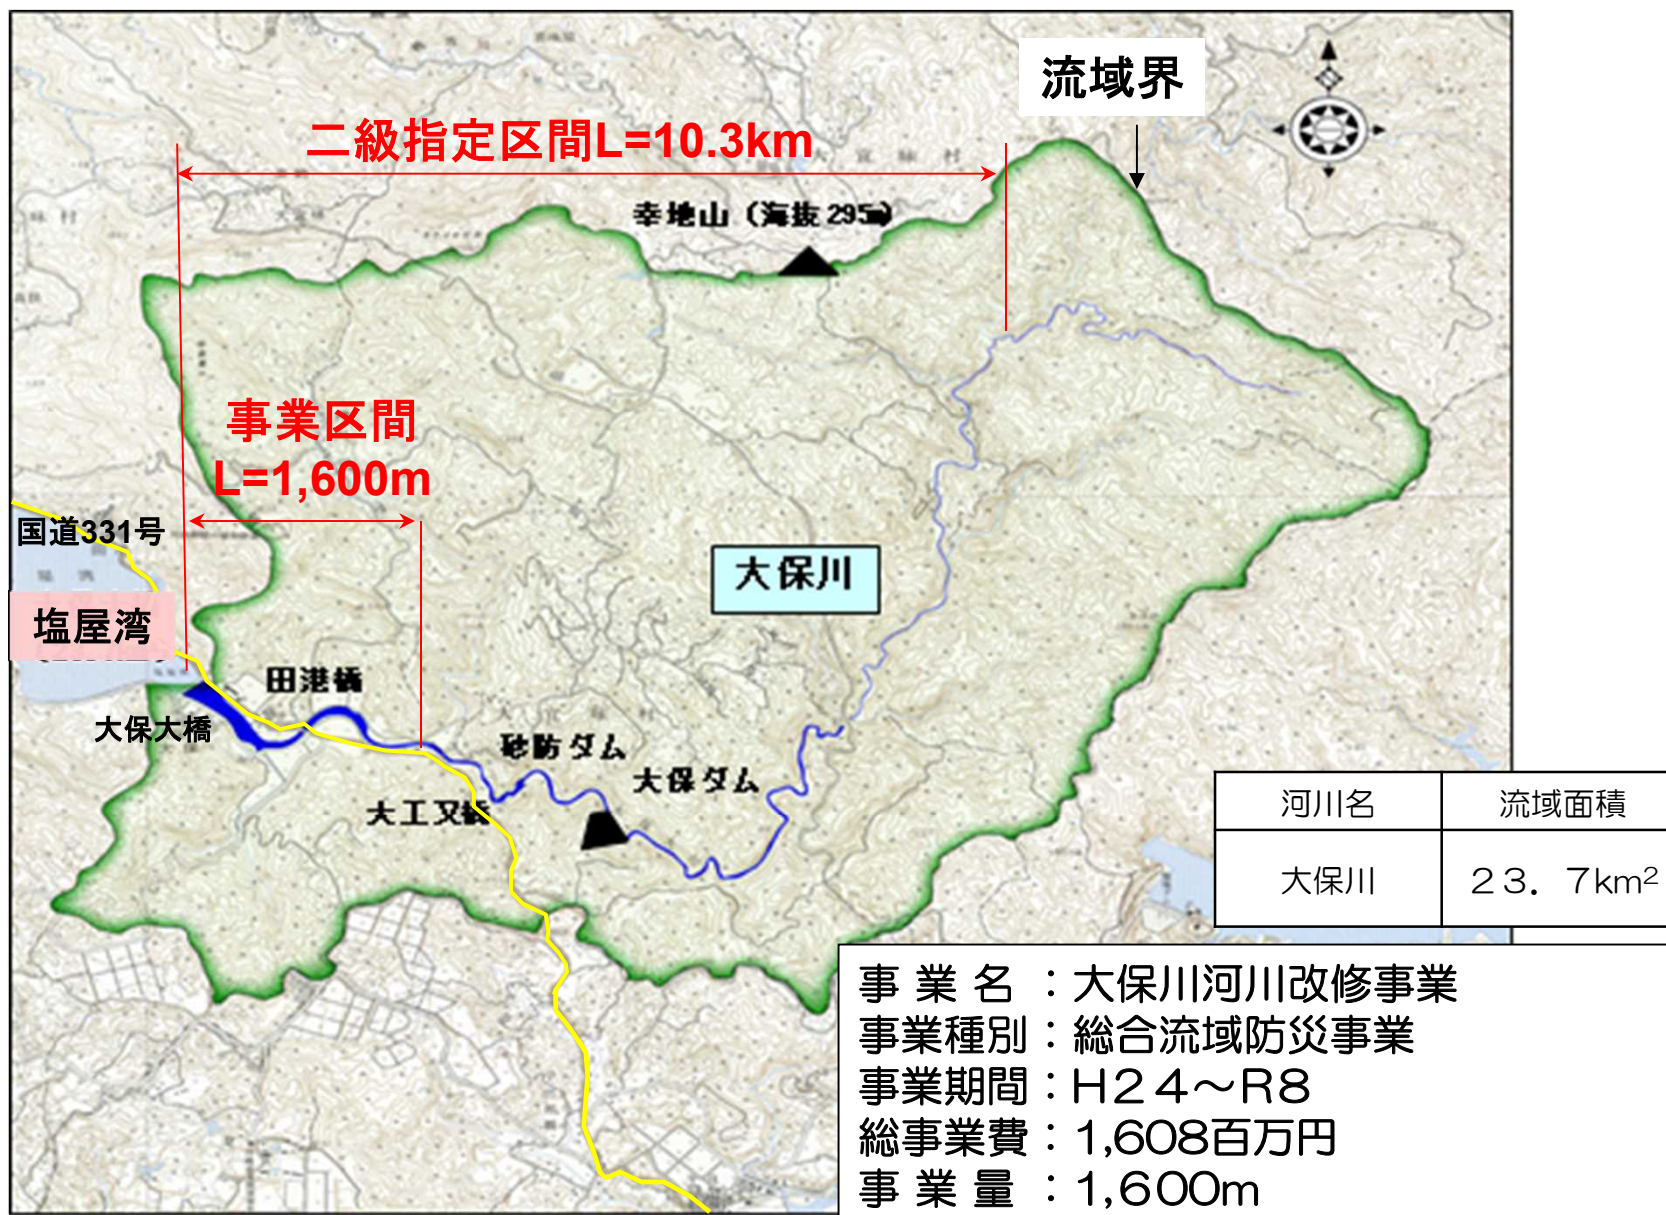 流域界
二級指定区間L=10.3km
幸地山（海抜295m）
事業区間
L=1,600m
国道331号
大保川
塩屋湾
田港橋
大保大橋
砂防ダム
大保ダム
大工又橋
河川名 流域面積
大保川 23．7km²
事業名：大保川河川改修事業
事業種別：総合流域防災事業
事業期間：H24～R8
総事業費：1,608百万円
事業量：1,600m